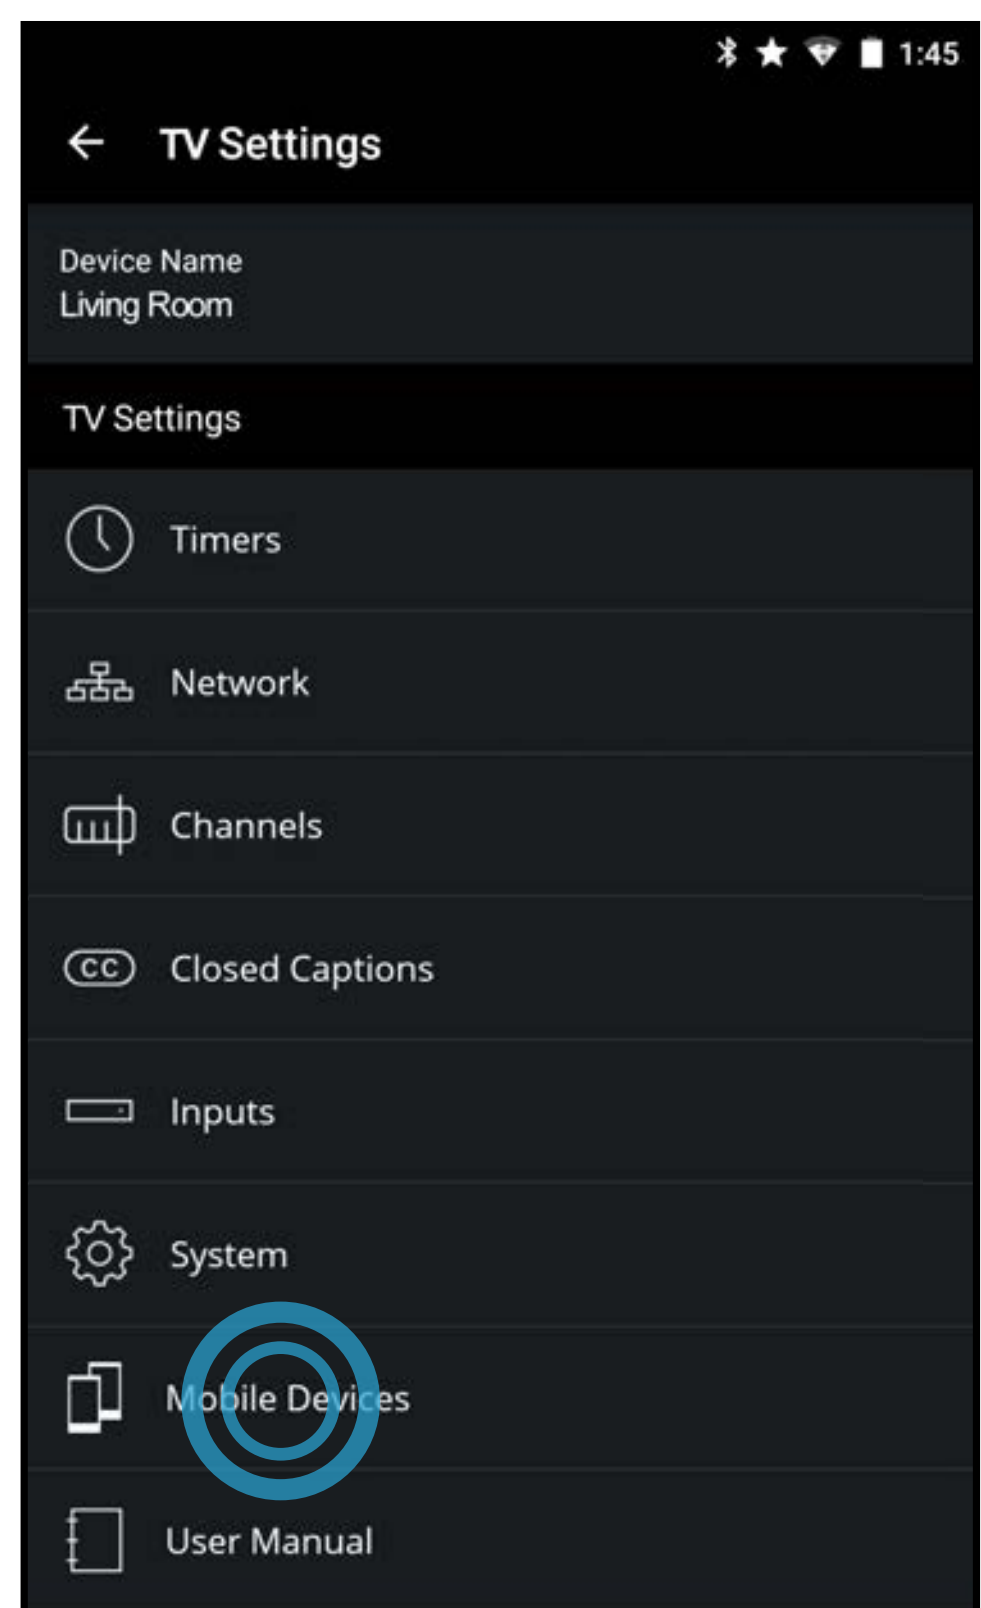 1:45
TV Settings
Device Name
Living Room
TV Settings
Timers
Network
Channels
CC Closed Captions
Inputs
System
Mobile Devices
User Manual